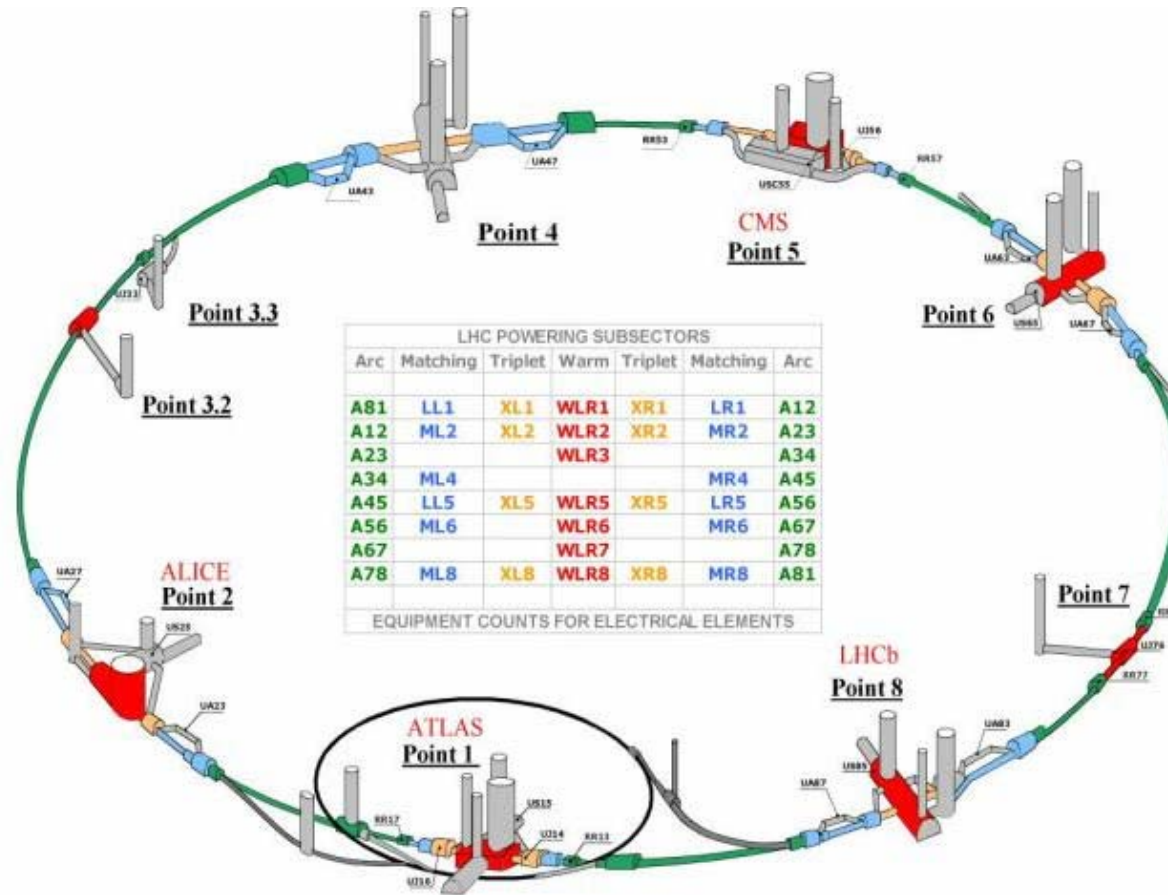 UA47
RR53
UJ56
RR57
UA43
USC55
CMS
Point 5
Point 4
UA63
UJ33
Point 3.3
Point 6
US65
UA67
Point 3.2
LHC POWERING SUBSECTORS
Arc Matching Triplet Warm Triplet Matching Arc
A81 LL1 XL1 WLR1 XR1 LR1 A12
A12 ML2 XL2 WLR2 XR2 MR2 A23
A23 WLR3 A34
A34 ML4 MR4 A45
A45 LL5 XL5 WLR5 XR5 LR5 A56
A56 ML6 WLR6 MR6 A67
A67 WLR7 A78
A78 ML8 XL8 WLR8 XR8 MR8 A81
EQUIPMENT COUNTS FOR ELECTRICAL ELEMENTS
UA27
ALICE
Point 2
US25
Point 7
UJ76
RR77
LHCb
Point 8
UA23
ATLAS
Point 1
UA83
US85
UA87
US15
RR17
UJ14
RR13
UJ16